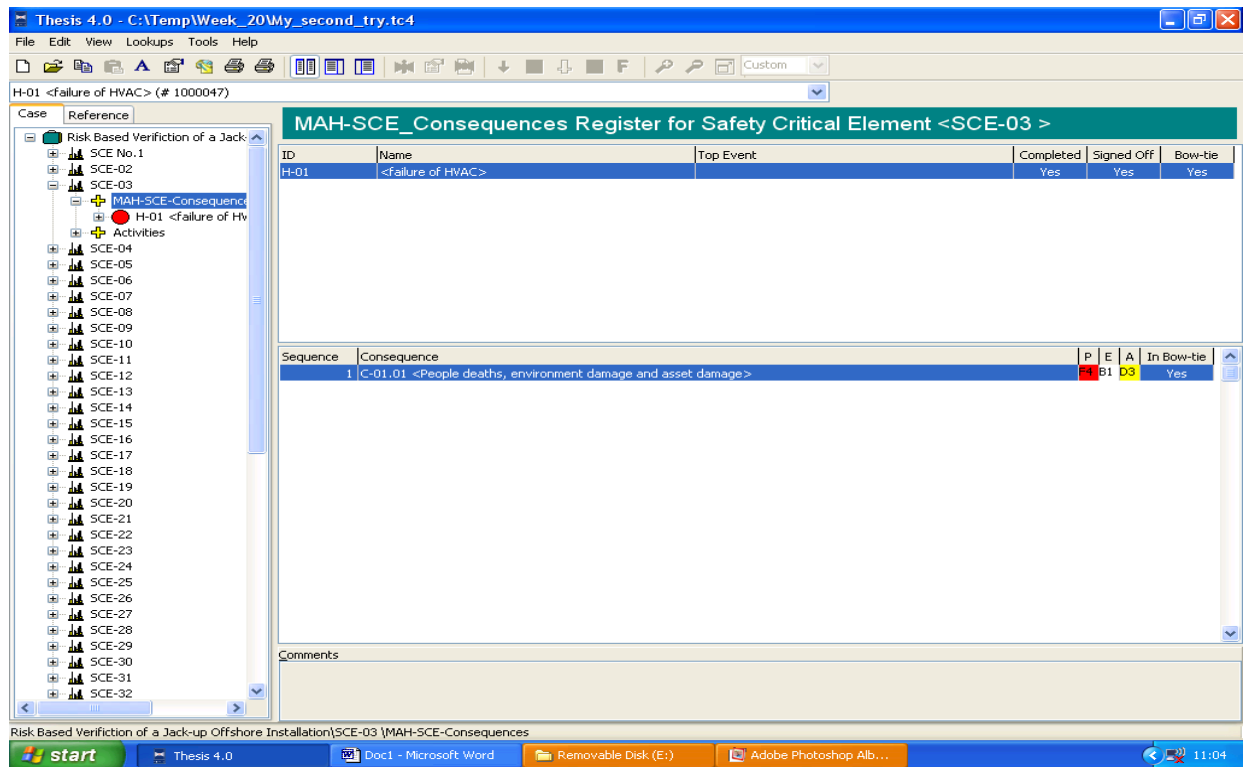 Thesis 4.0 - C:\Temp\Week_20\My_second_try.tc4
File Edit View Lookups Tools Help
Custom
H-01 <failure of HVAC> (# 1000047)
Case Reference
MAH-SCE_Consequences Register for Safety Critical Element <SCE-03 >
Risk Based Verifiction of a Jack-
SCE No.1
SCE-02
SCE-03
MAH-SCE-Consequence
H-01 <failure of HV
Activities
SCE-04
SCE-05
SCE-06
SCE-07
SCE-08
SCE-09
SCE-10
SCE-11
SCE-12
SCE-13
SCE-14
SCE-15
SCE-16
SCE-17
SCE-18
SCE-19
SCE-20
SCE-21
SCE-22
SCE-23
SCE-24
SCE-25
SCE-26
SCE-27
SCE-28
SCE-29
SCE-30
SCE-31
SCE-32
ID Name Top Event Completed Signed Off Bow-tie
H-01 <failure of HVAC> Yes Yes Yes
Sequence Consequence P E A In Bow-tie
1 C-01.01 <People deaths, environment damage and asset damage> F4 B1 D3 Yes
Comments
Risk Based Verifiction of a Jack-up Offshore Installation\SCE-03 \MAH-SCE-Consequences
start Thesis 4.0 Doc1 - Microsoft Word Removable Disk (E:) Adobe Photoshop Alb... 11:04